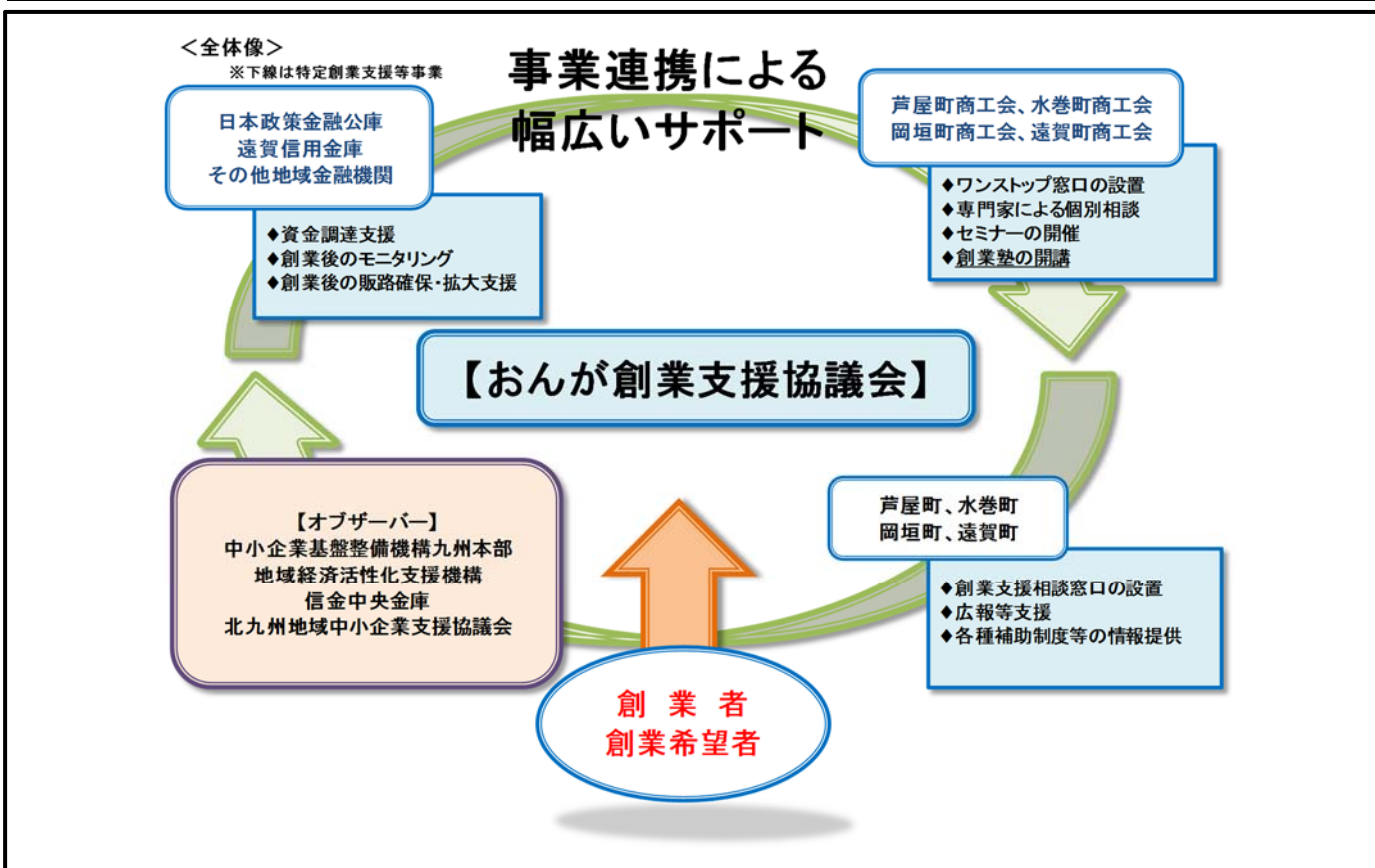 ＜全体像＞
※下線は特定創業支援等事業
事業連携による
幅広いサポート
日本政策金融公庫
遠賀信用金庫
その他地域金融機関
◆資金調達支援
◆創業後のモニタリング
◆創業後の販路確保・拡大支援
芦屋町商工会、水巻町商工会
岡垣町商工会、遠賀町商工会
◆ワンストップ窓口の設置
◆専門家による個別相談
◆セミナーの開催
◆創業塾の開講
【おんが創業支援協議会】
【オブザーバー】
中小企業基盤整備機構九州本部
地域経済活性化支援機構
信金中央金庫
北九州地域中小企業支援協議会
芦屋町、水巻町
岡垣町、遠賀町
◆創業支援相談窓口の設置
◆広報等支援
◆各種補助制度等の情報提供
創　業　者
創業希望者